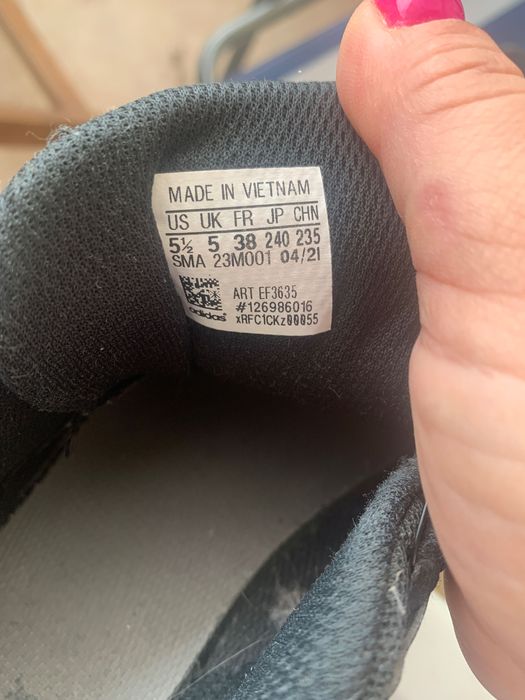 MADE IN VIETNAM
US UK FR JP CHN
5½ 5 38 240 235
SMA 23M001 04/21
ART EF3635
#126986016
adidas xRFC1CKz00055